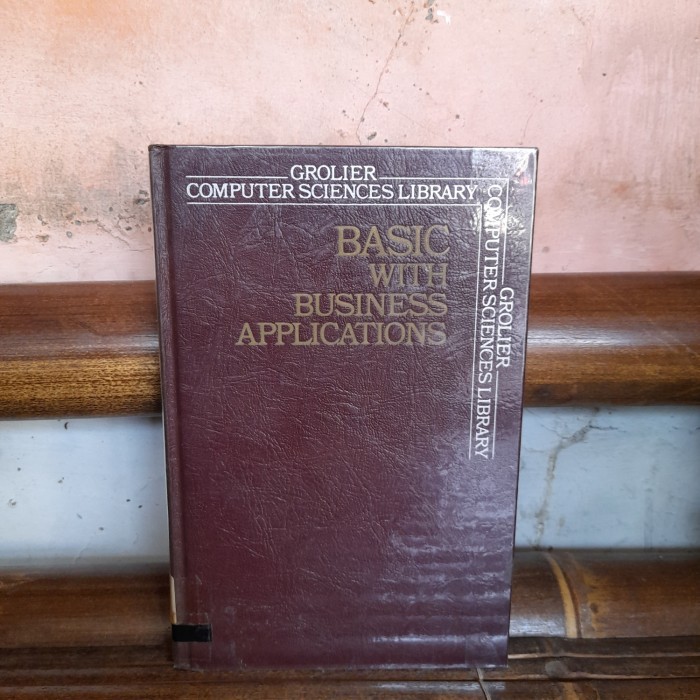 GROLIER
COMPUTER SCIENCES LIBRARY
BASIC
WITH
BUSINESS
APPLICATIONS
GROLIER
COMPUTER SCIENCES LIBRARY